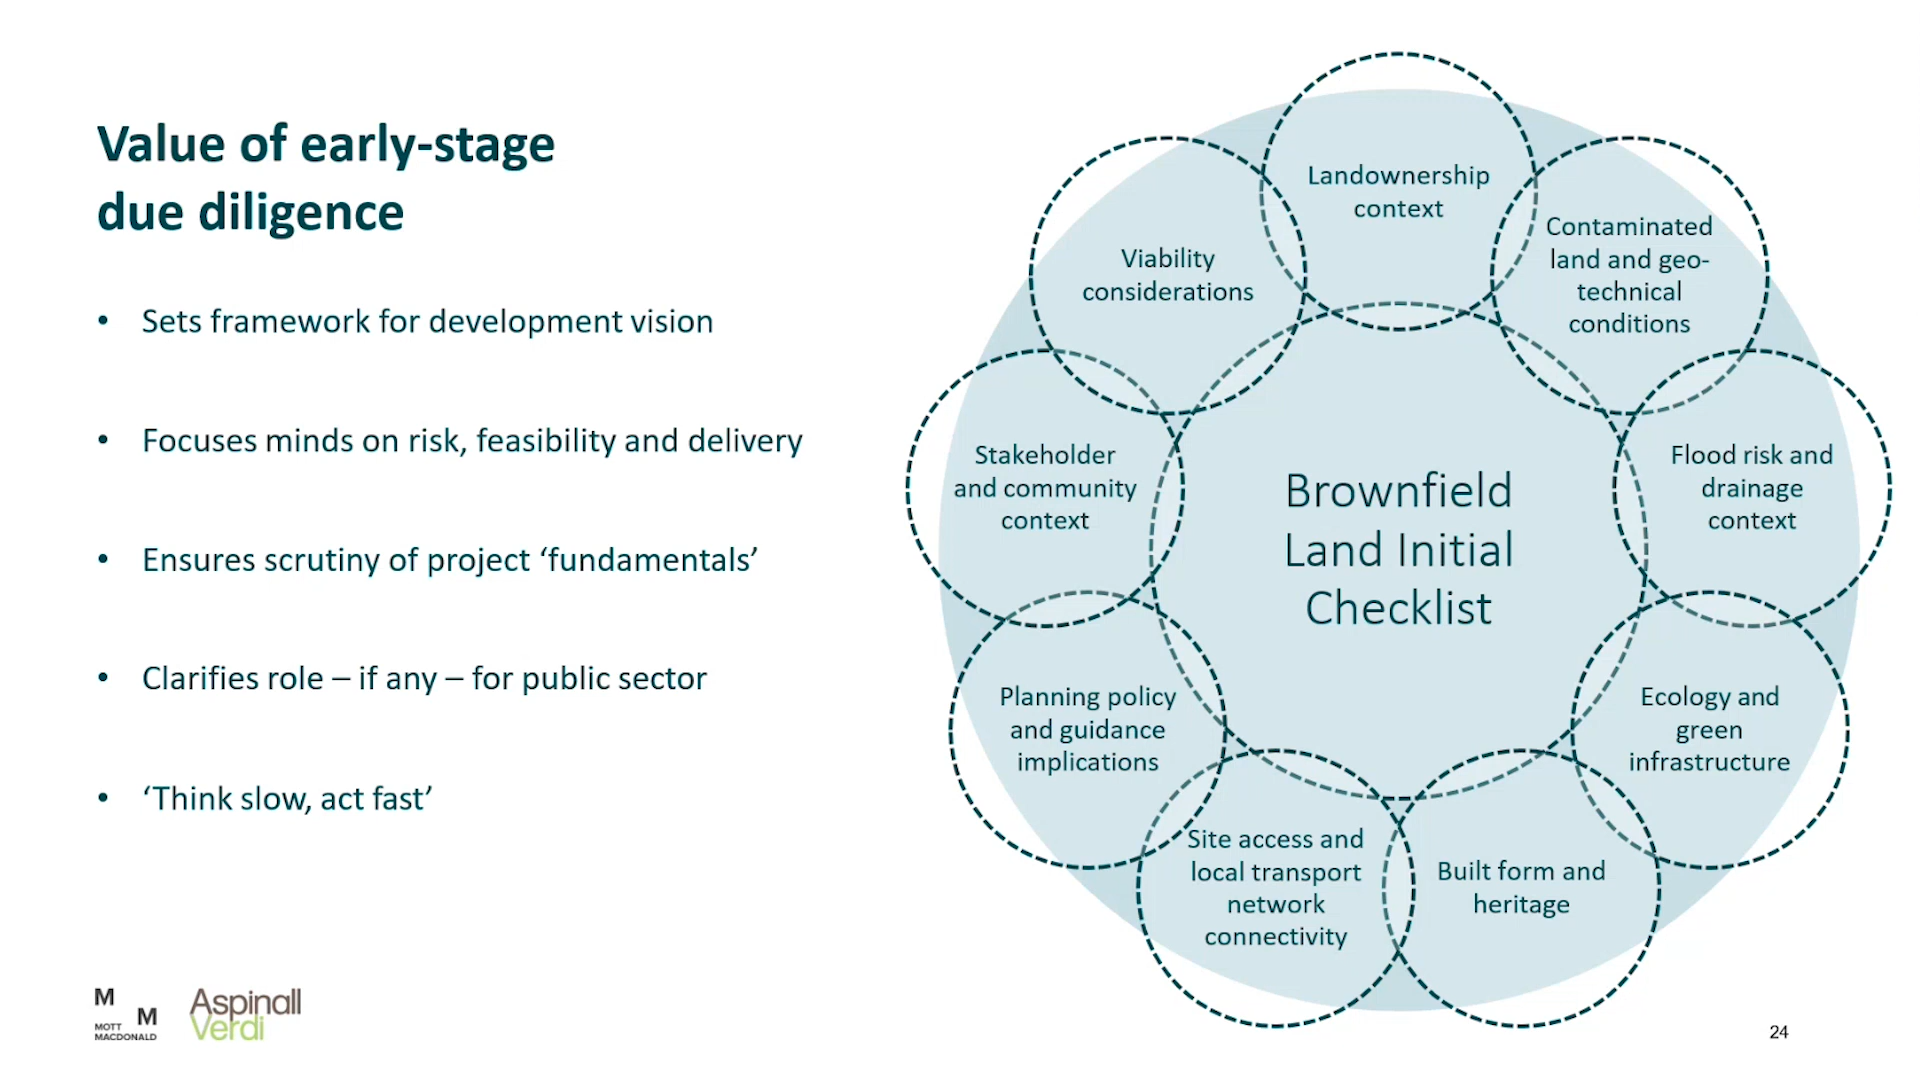 Value of early-stage
due diligence
• Sets framework for development vision
• Focuses minds on risk, feasibility and delivery
• Ensures scrutiny of project ‘fundamentals’
• Clarifies role – if any – for public sector
• ‘Think slow, act fast’
Brownfield
Land Initial
Checklist
Landownership
context
Contaminated
land and geo-
technical
conditions
Flood risk and
drainage
context
Ecology and
green
infrastructure
Built form and
heritage
Site access and
local transport
network
connectivity
Planning policy
and guidance
implications
Stakeholder
and community
context
Viability
considerations
M
M
MOTT
MACDONALD
Aspinall
Verdi
24